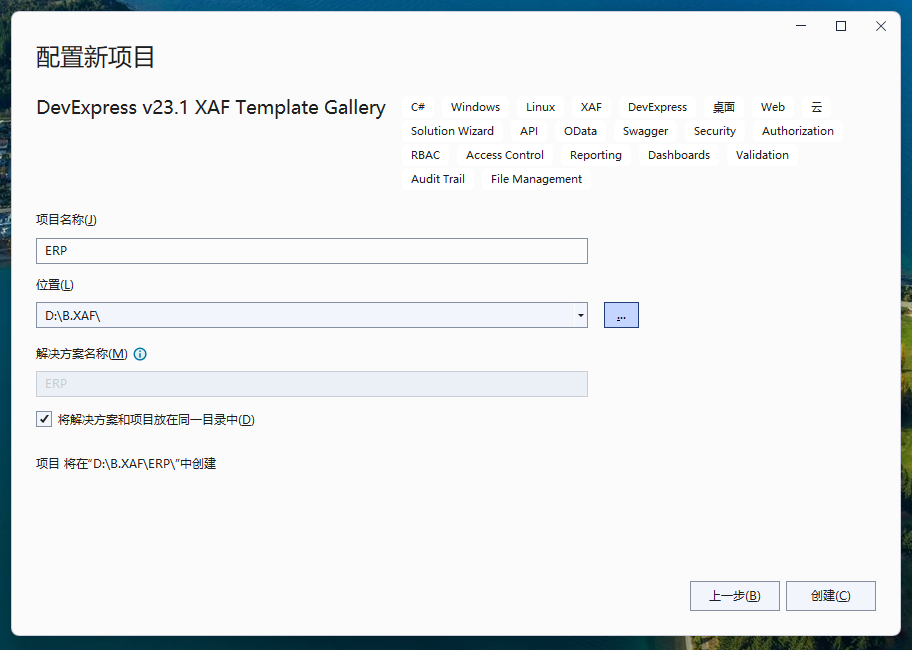 配置新项目
DevExpress v23.1 XAF Template Gallery
C# Windows Linux XAF DevExpress 桌面 Web 云
Solution Wizard API OData Swagger Security Authorization
RBAC Access Control Reporting Dashboards Validation
Audit Trail File Management
项目名称(J)
ERP
位置(L)
D:\B.XAF\
...
解决方案名称(M)
ERP
将解决方案和项目放在同一目录中(D)
项目 将在“D:\B.XAF\ERP\”中创建
上一步(B) 创建(C)